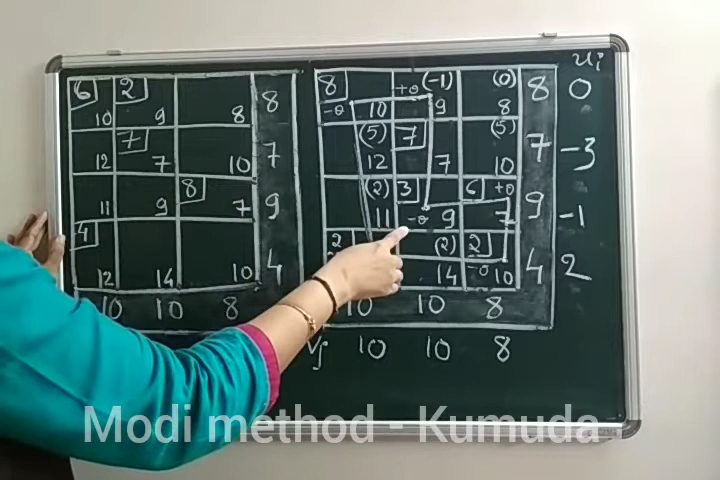 6 2 8 +θ (-1) (0) 8 ui
10 9 8 8 -θ 10 9 8 0
7 7 (5) 7 (5) 7
12 7 10 12 7 10 -3
8 9 (2) 3 6 +θ 9
11 9 7 11 -θ 9 7 -1
4 2 (2) 2
12 14 10 4 14 -θ 10 4 2
10 10 8 10 10 8
Vj 10 10 8
Modi method - Kumuda